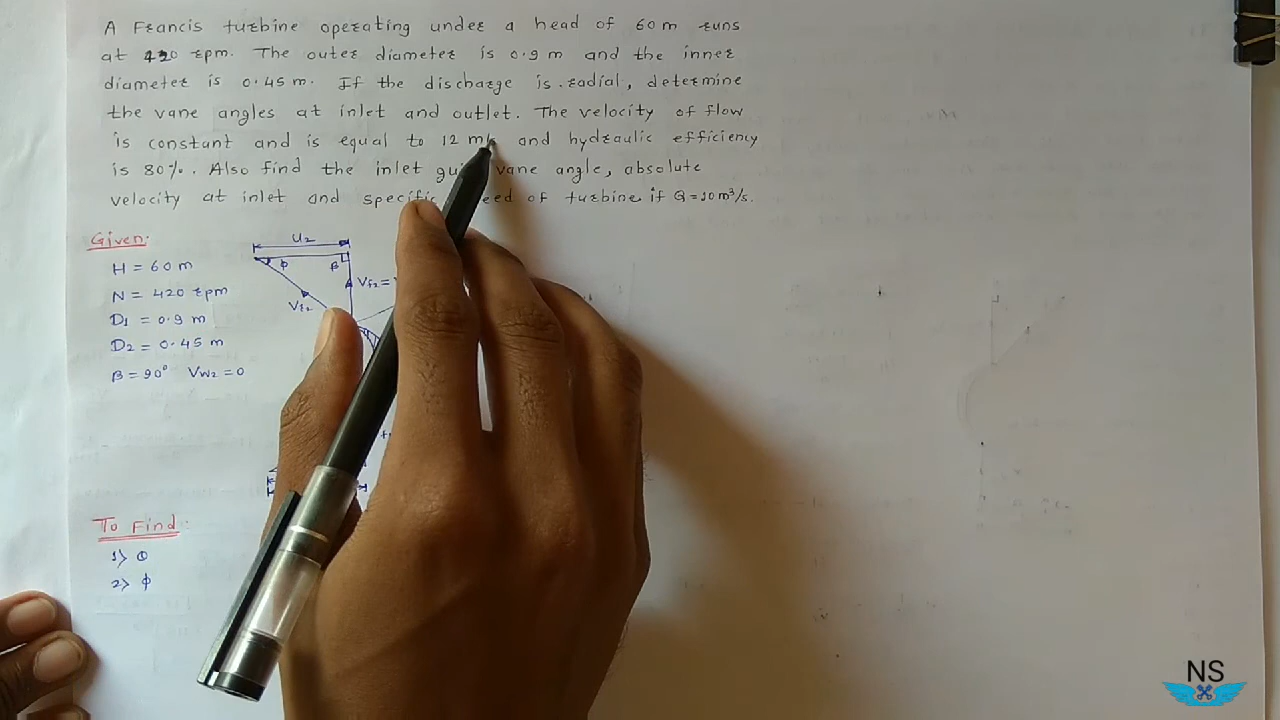 A Francis turbine operating under a head of 60 m runs
at 420 rpm. The outer diameter is 0.9 m and the inner
diameter is 0.45 m. If the discharge is radial, determine
the vane angles at inlet and outlet. The velocity of flow
is constant and is equal to 12 m/s and hydraulic efficiency
is 80%. Also find the inlet vane angle, absolute
velocity at inlet and of turbine if Q = 10 m³/s.
Given:
H = 60 m
N = 420 rpm
D1 = 0.9 m
D2 = 0.45 m
β = 90° Vw2 = 0
U2
φ β
Vf2 =
Vr2
To Find:
1> θ
2> φ
NS